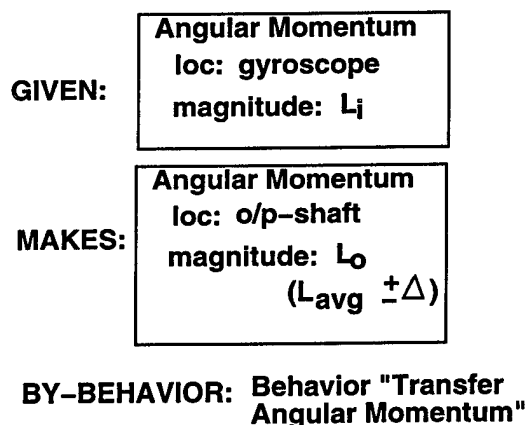 Angular Momentum
loc: gyroscope
GIVEN:
magnitude: Li
Angular Momentum
loc: o/p-shaft
MAKES:
magnitude: Lo
(Lavg ±Δ)
BY-BEHAVIOR: Behavior "Transfer
Angular Momentum"